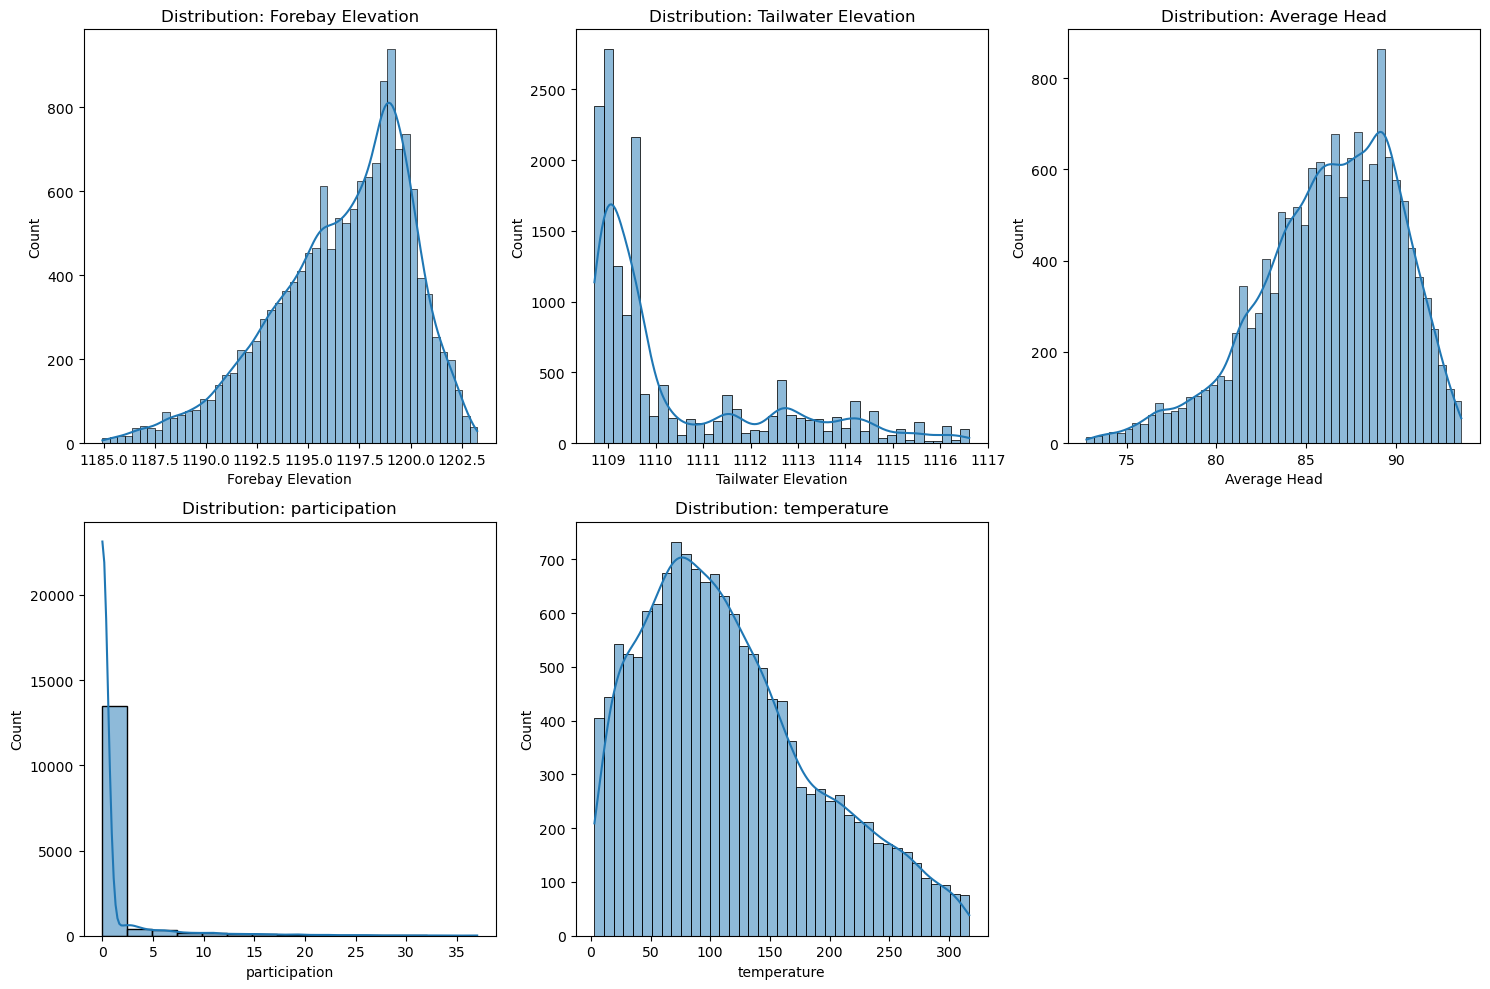 Distribution: Forebay Elevation
800
600
400
200
0
Count
1185.0 1187.5 1190.0 1192.5 1195.0 1197.5 1200.0 1202.5
Forebay Elevation
Distribution: Tailwater Elevation
2500
2000
1500
1000
500
0
Count
1109 1110 1111 1112 1113 1114 1115 1116 1117
Tailwater Elevation
Distribution: Average Head
800
600
400
200
0
Count
75 80 85 90
Average Head
Distribution: participation
20000
15000
10000
5000
0
Count
0 5 10 15 20 25 30 35
participation
Distribution: temperature
700
600
500
400
300
200
100
0
Count
0 50 100 150 200 250 300
temperature